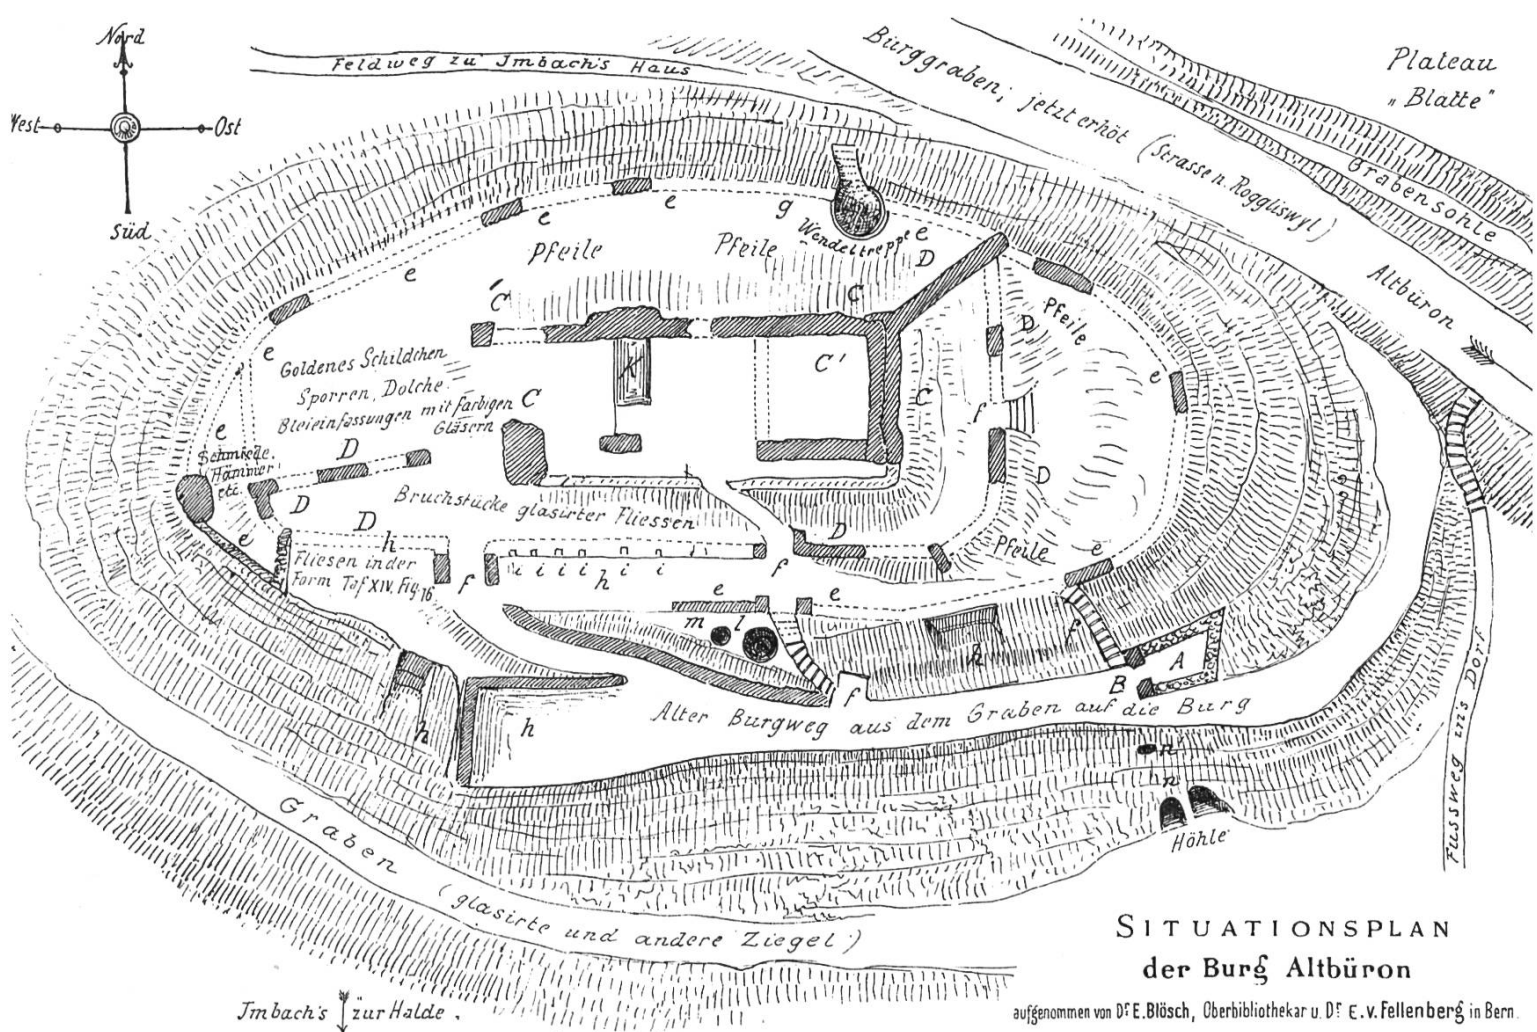 Nord
West
Ost
Süd
Feldweg zu Imbach's Haus
Burggraben; jetzt erhöt (Strasse n. Roggliswyl)
Plateau
„Blatte"
Grabensohle
Altbüron
e
e
g
Wendeltreppe
e
Pfeile
Pfeile
D
e
C
C
Pfeile
D
e
Goldenes Schildchen
Sporren, Dolche
Bleieinfassungen mit farbigen
Gläsern
C
K
C'
C
f
e
e
Schmiede
Hämmer
etc.
D
D
D
Bruchstücke glasirter Fliessen
D
D
h
e
Fliesen in der
Form Taf XIV. Fig. 16.
f
i i i i i i
h
f
Pfeile
e
e
e
m
l
h
A
B
f
Alter Burgweg aus dem Graben auf die Burg
h
h
n'
n
Höhle
Fussweg ins Dorf
Graben (glasirte und andere Ziegel)
Imbach's zur Halde.
SITUATIONSPLAN
der Burg Altbüron
aufgenommen von Dr. E. Blösch, Oberbibliothekar u. Dr. E. v. Fellenberg in Bern.